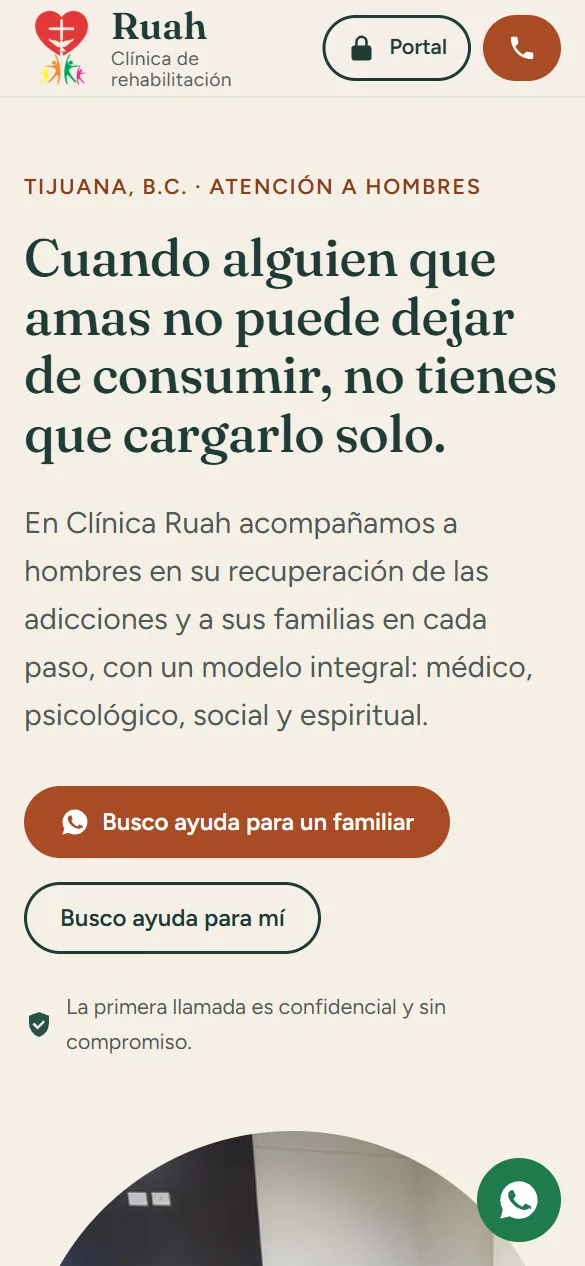 Ruah
Clínica de
rehabilitación
Portal
TIJUANA, B.C. · ATENCIÓN A HOMBRES
Cuando alguien que
amas no puede dejar
de consumir, no tienes
que cargarlo solo.
En Clínica Ruah acompañamos a
hombres en su recuperación de las
adicciones y a sus familias en cada
paso, con un modelo integral: médico,
psicológico, social y espiritual.
Busco ayuda para un familiar
Busco ayuda para mí
La primera llamada es confidencial y sin
compromiso.